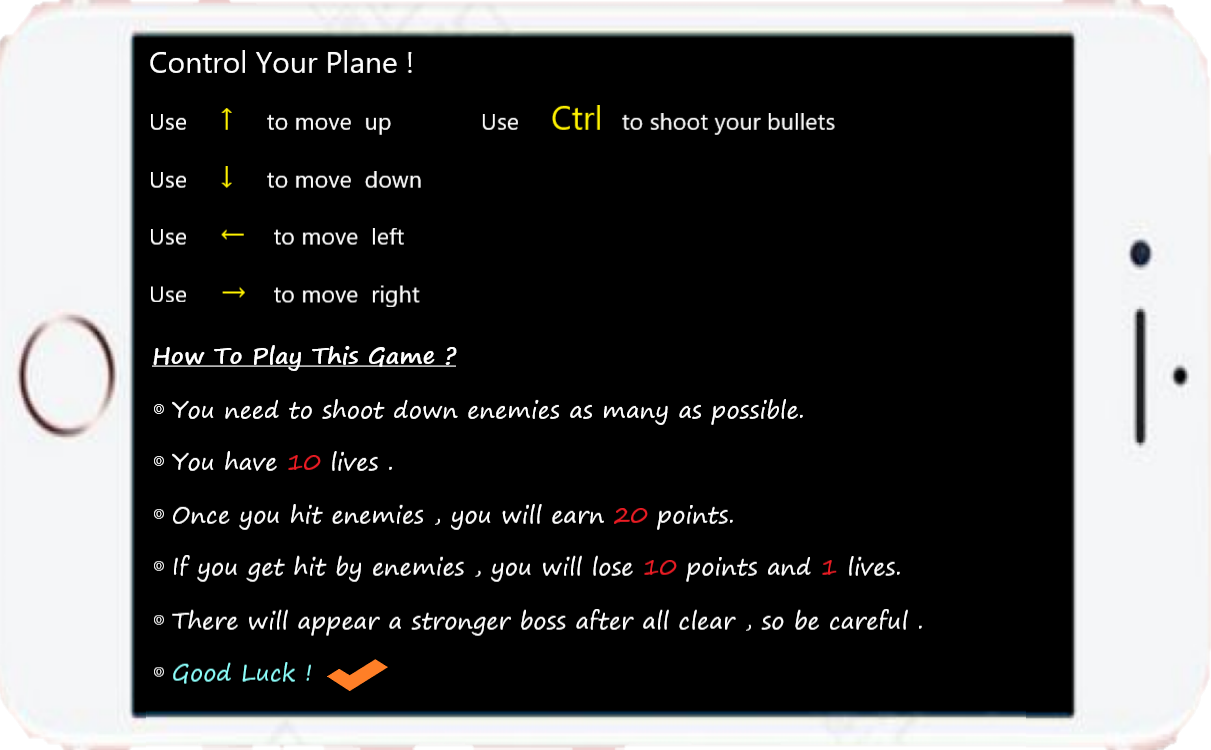 Control Your Plane !
Use ↑ to move up Use Ctrl to shoot your bullets
Use ↓ to move down
Use ← to move left
Use → to move right
How To Play This Game ?
◎ You need to shoot down enemies as many as possible.
◎ You have 10 lives .
◎ Once you hit enemies , you will earn 20 points.
◎ If you get hit by enemies , you will lose 10 points and 1 lives.
◎ There will appear a stronger boss after all clear , so be careful .
◎ Good Luck !